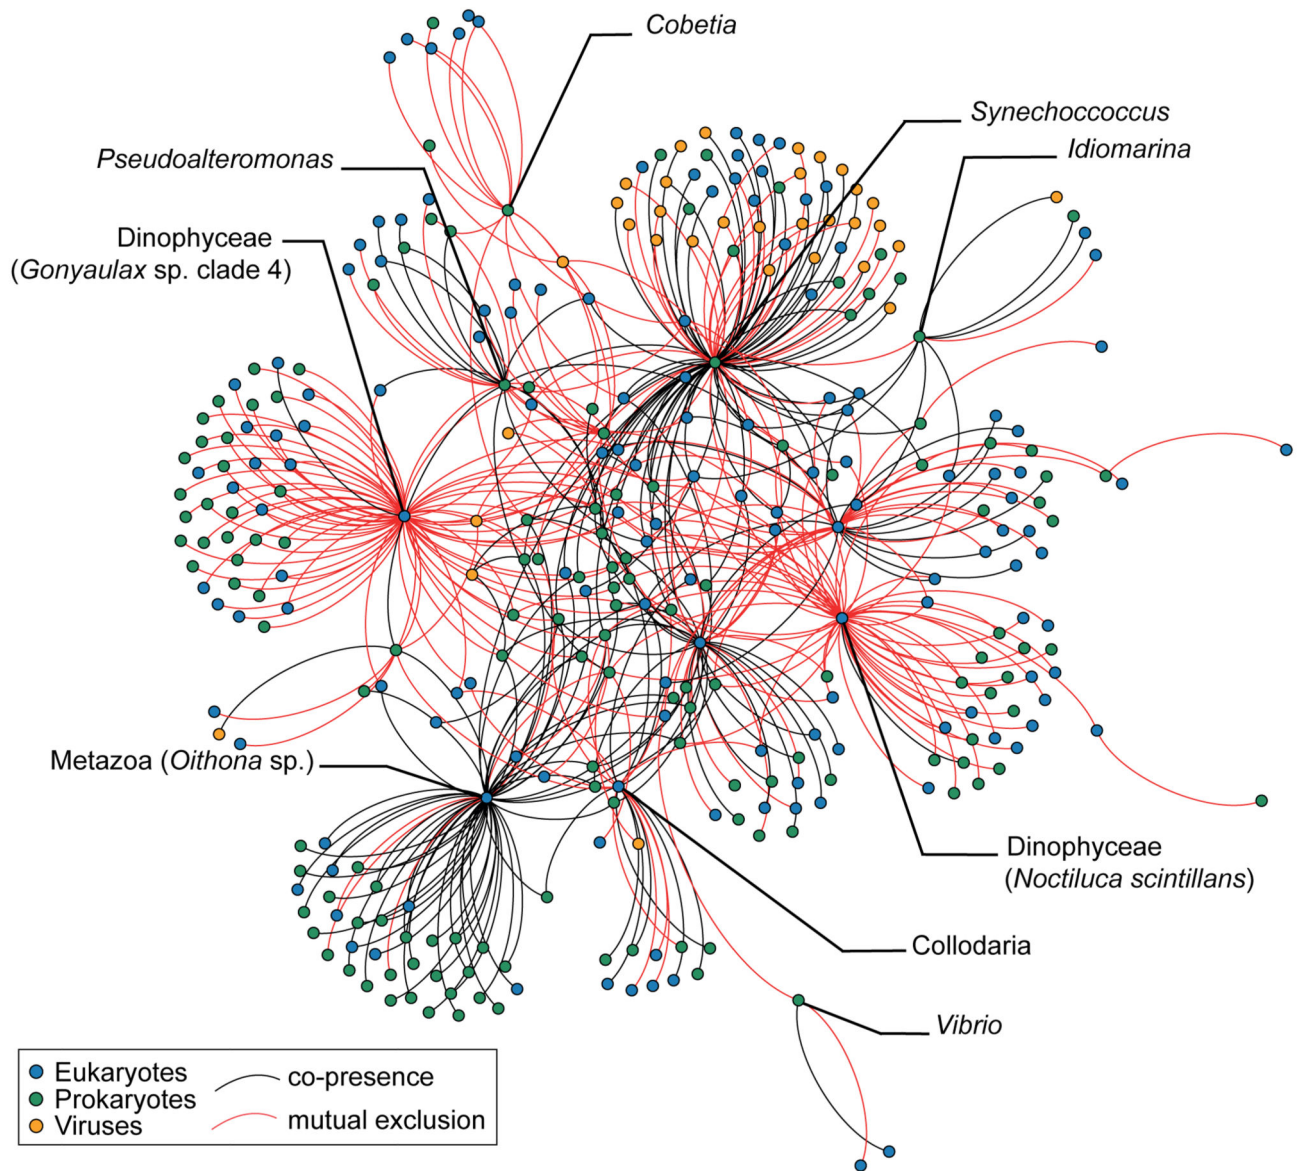 Cobetia
Synechoccoccus
Idiomarina
Pseudoalteromonas
Dinophyceae
(Gonyaulax sp. clade 4)
Metazoa (Oithona sp.)
Dinophyceae
(Noctiluca scintillans)
Collodaria
Vibrio
Eukaryotes
Prokaryotes
Viruses
co-presence
mutual exclusion